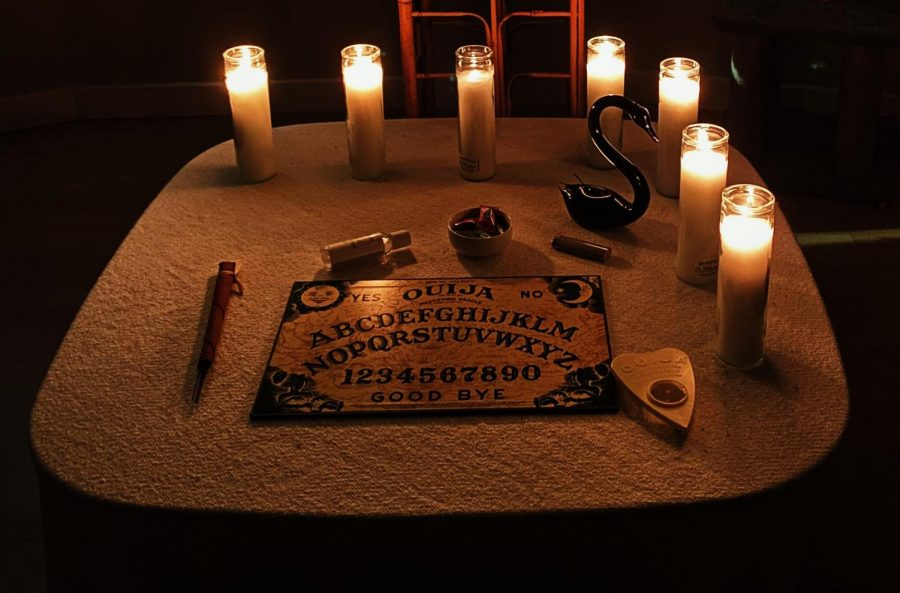 YES OUIJA NO
ABCDEFGHIJKLM
NOPQRSTUVWXYZ
1234567890
GOOD BYE